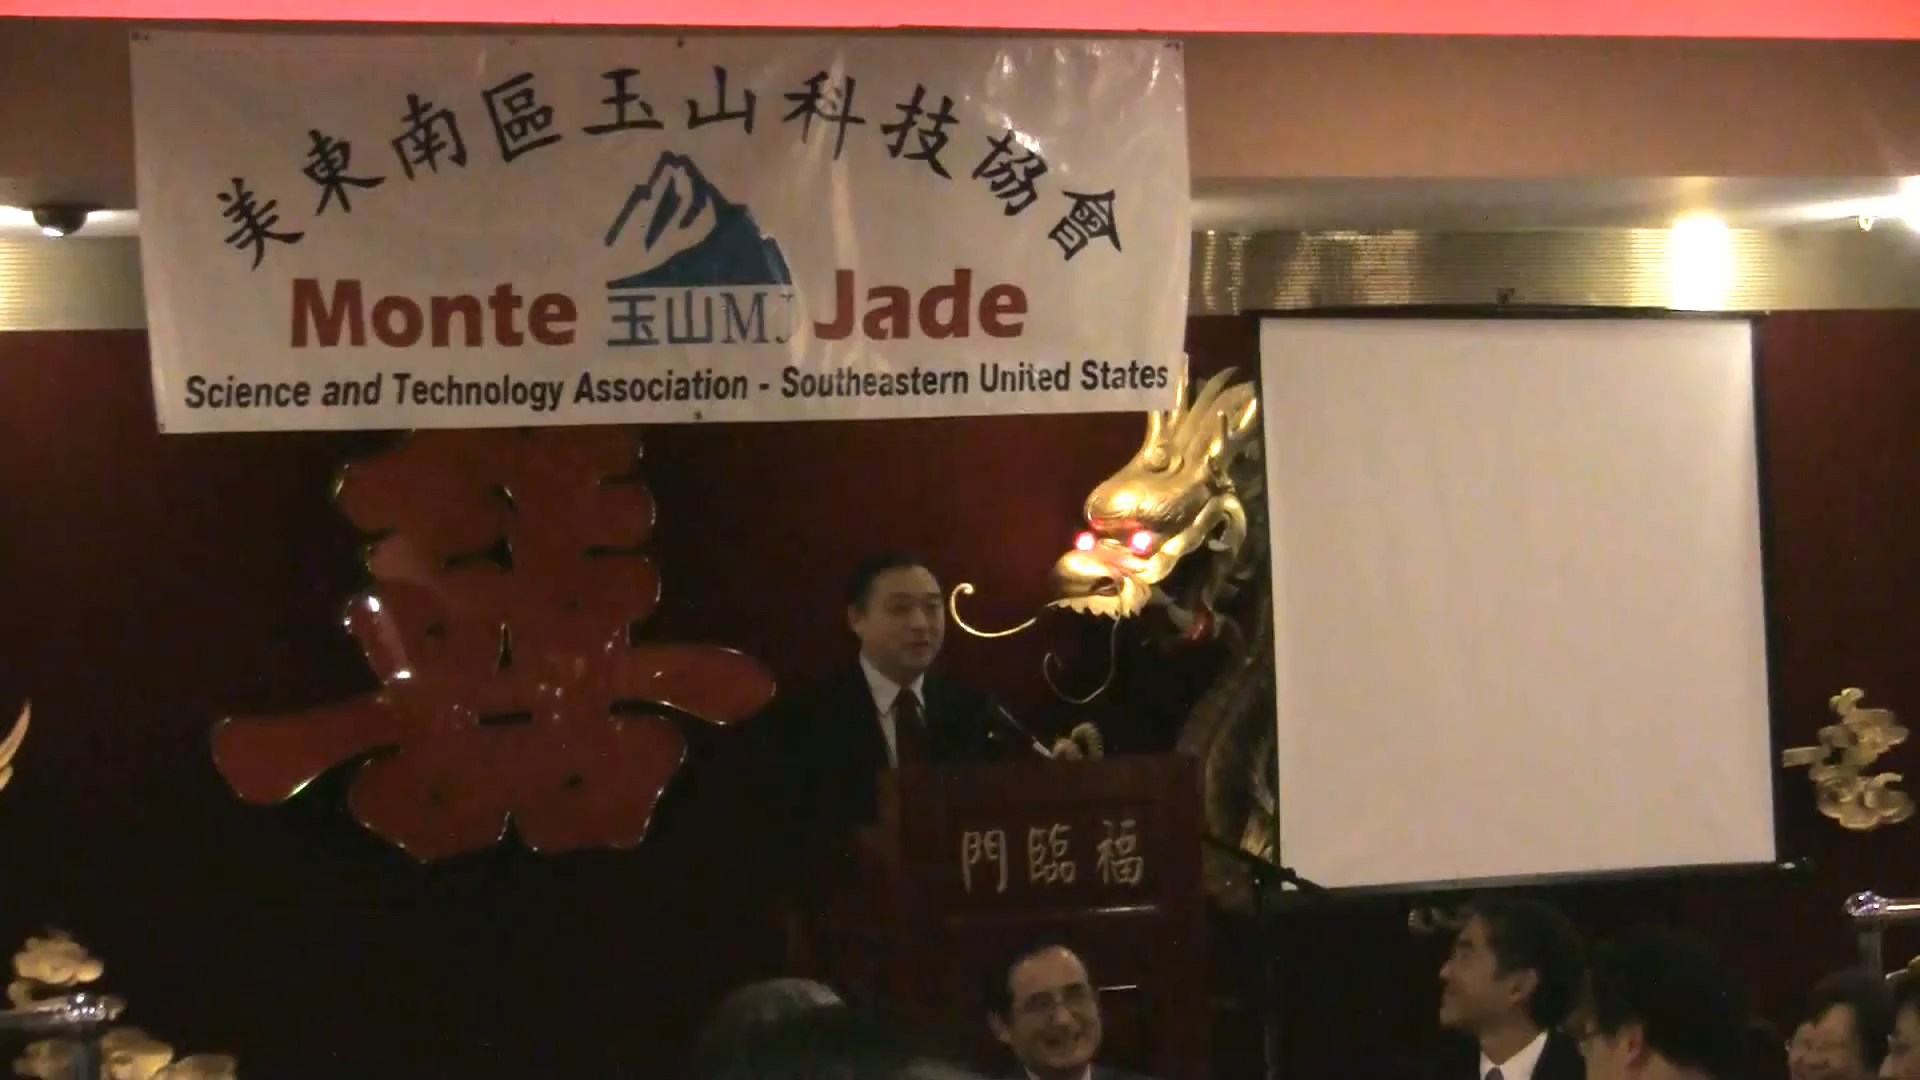 美東南區玉山科技協會
Monte 玉山MJ Jade
Science and Technology Association - Southeastern United States
囍
門臨福